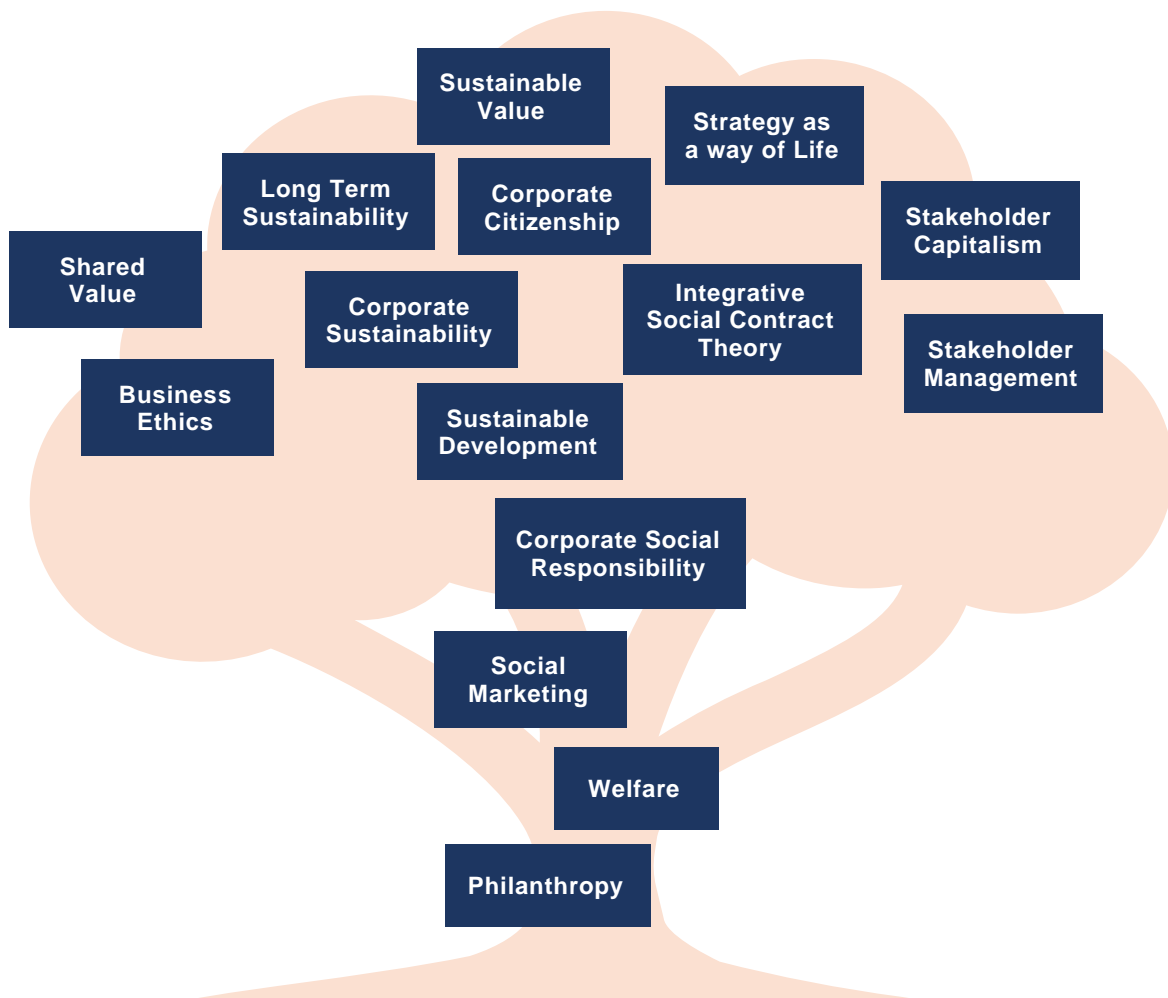 Sustainable
Value
Strategy as
a way of Life
Long Term
Sustainability
Corporate
Citizenship
Stakeholder
Capitalism
Shared
Value
Corporate
Sustainability
Integrative
Social Contract
Theory
Stakeholder
Management
Business
Ethics
Sustainable
Development
Corporate Social
Responsibility
Social
Marketing
Welfare
Philanthropy